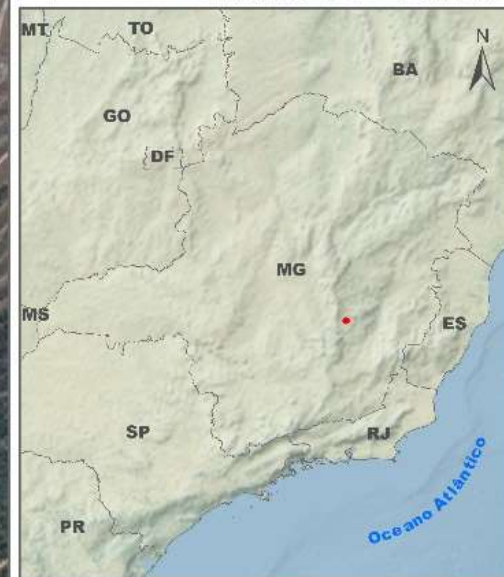 MT
TO
N
BA
GO
DF
MG
MS
ES
SP
RJ
PR
Oceano Atlântico